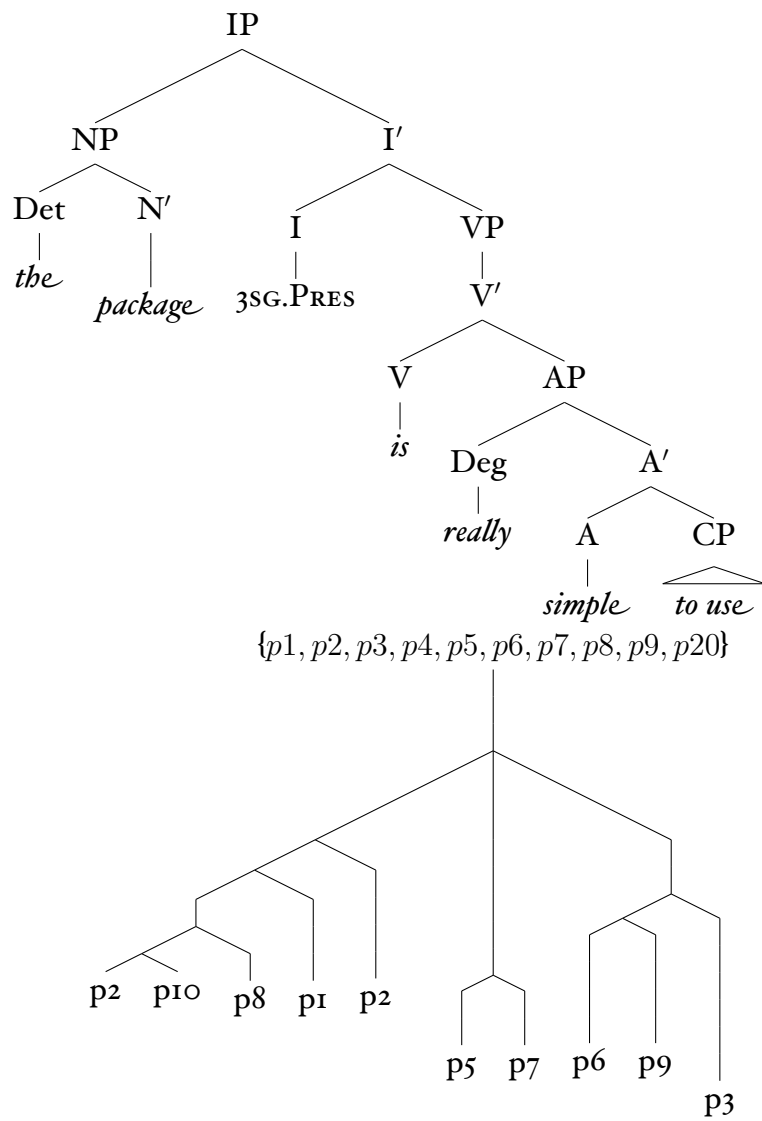 IP
NP I′
Det N′ I VP
the package 3SG.PRES V′
V AP
is Deg A′
really A CP
simple to use
{p1, p2, p3, p4, p5, p6, p7, p8, p9, p20}
p2 p10 p8 p1 p2
p5 p7 p6 p9
p3